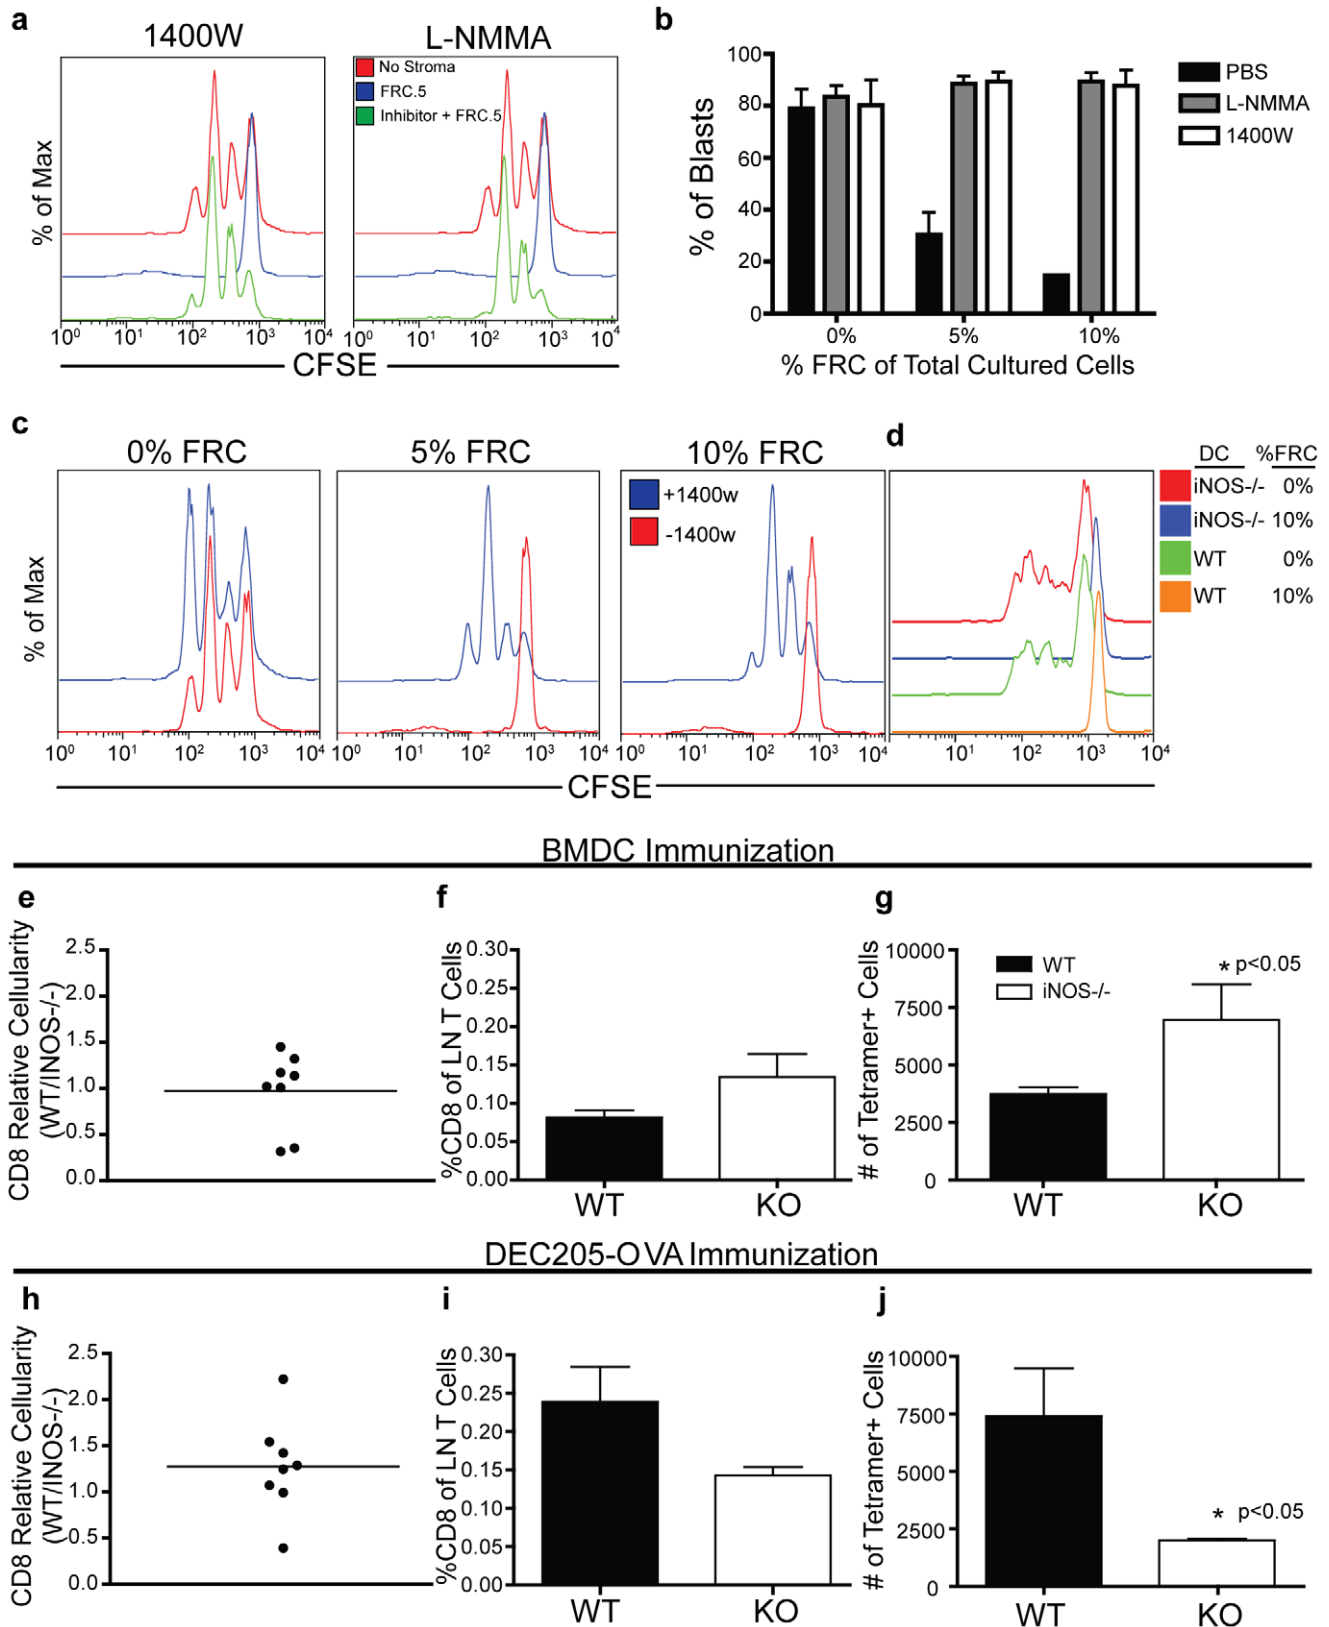 a
1400W
L-NMMA
No Stroma
FRC.5
Inhibitor + FRC.5
% of Max
10⁰ 10¹ 10² 10³ 10⁴
10⁰ 10¹ 10² 10³ 10⁴
CFSE
b
100
80
60
40
20
0
% of Blasts
0% 5% 10%
% FRC of Total Cultured Cells
PBS
L-NMMA
1400W
c
0% FRC
5% FRC
10% FRC
+1400w
-1400w
% of Max
10⁰ 10¹ 10² 10³ 10⁴
10⁰ 10¹ 10² 10³ 10⁴
10⁰ 10¹ 10² 10³ 10⁴
CFSE
d
DC %FRC
iNOS-/- 0%
iNOS-/- 10%
WT 0%
WT 10%
10¹ 10² 10³ 10⁴
BMDC Immunization
e
CD8 Relative Cellularity
(WT/INOS-/-)
2.5
2.0
1.5
1.0
0.5
0.0
f
%CD8 of LN T Cells
0.30
0.25
0.20
0.15
0.10
0.05
0.00
WT KO
g
# of Tetramer+ Cells
10000
7500
5000
2500
0
WT
iNOS-/-
* p<0.05
WT KO
DEC205-OVA Immunization
h
CD8 Relative Cellularity
(WT/INOS-/-)
2.5
2.0
1.5
1.0
0.5
0.0
i
%CD8 of LN T Cells
0.30
0.25
0.20
0.15
0.10
0.05
0.00
WT KO
j
# of Tetramer+ Cells
10000
7500
5000
2500
0
* p<0.05
WT KO